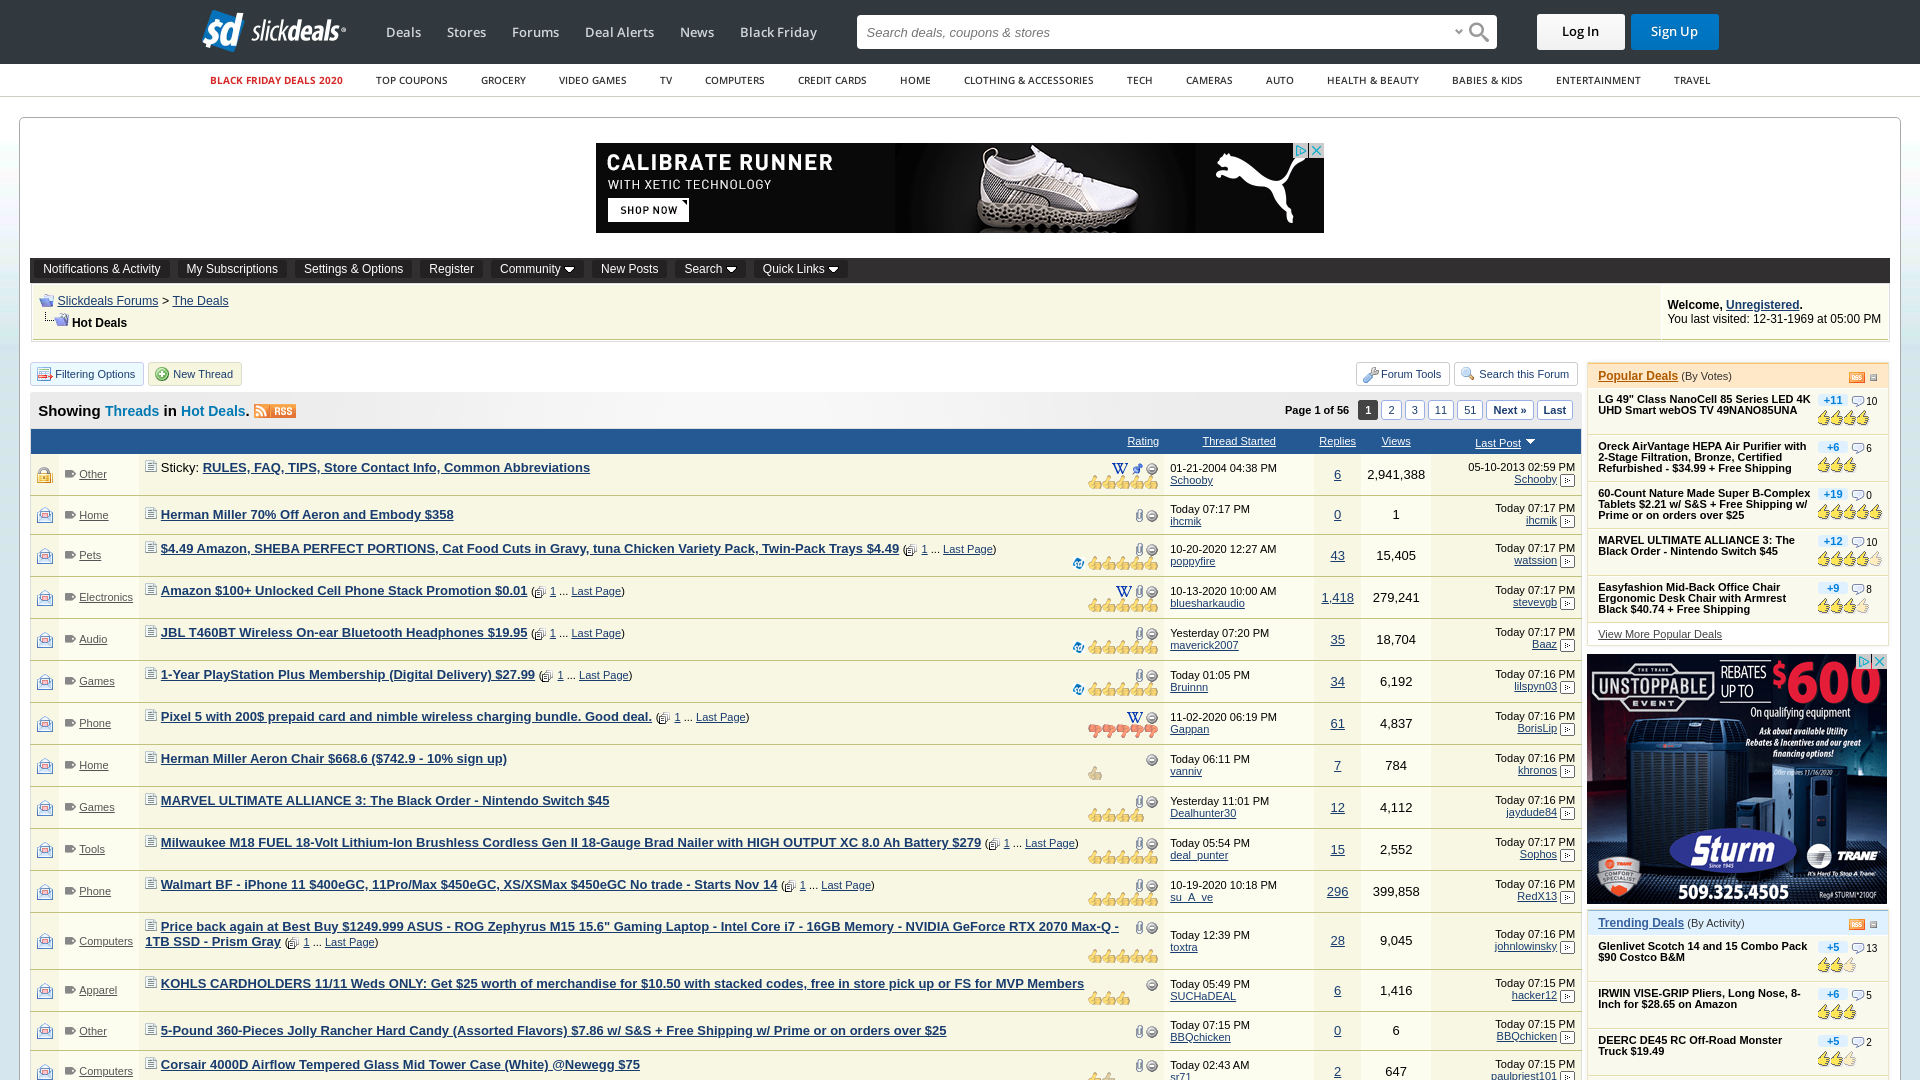 slickdeals
Deals Stores Forums Deal Alerts News Black Friday
Search deals, coupons & stores
Log In
Sign Up
BLACK FRIDAY DEALS 2020 TOP COUPONS GROCERY VIDEO GAMES TV COMPUTERS CREDIT CARDS HOME CLOTHING & ACCESSORIES TECH CAMERAS AUTO HEALTH & BEAUTY BABIES & KIDS ENTERTAINMENT TRAVEL
CALIBRATE RUNNER
WITH XETIC TECHNOLOGY
SHOP NOW
Notifications & Activity My Subscriptions Settings & Options Register Community New Posts Search Quick Links
Slickdeals Forums > The Deals
Hot Deals
Welcome, Unregistered.
You last visited: 12-31-1969 at 05:00 PM
Filtering Options New Thread Forum Tools Search this Forum
Showing Threads in Hot Deals. RSS
Page 1 of 56 1 2 3 11 51 Next » Last
Rating Thread Started Replies Views Last Post
Other Sticky: RULES, FAQ, TIPS, Store Contact Info, Common Abbreviations 01-21-2004 04:38 PM Schooby 6 2,941,388 05-10-2013 02:59 PM Schooby
Home Herman Miller 70% Off Aeron and Embody $358 Today 07:17 PM ihcmik 0 1 Today 07:17 PM ihcmik
Pets $4.49 Amazon, SHEBA PERFECT PORTIONS, Cat Food Cuts in Gravy, tuna Chicken Variety Pack, Twin-Pack Trays $4.49 ( 1 ... Last Page) 10-20-2020 12:27 AM poppyfire 43 15,405 Today 07:17 PM watssion
Electronics Amazon $100+ Unlocked Cell Phone Stack Promotion $0.01 ( 1 ... Last Page) 10-13-2020 10:00 AM bluesharkaudio 1,418 279,241 Today 07:17 PM stevevgb
Audio JBL T460BT Wireless On-ear Bluetooth Headphones $19.95 ( 1 ... Last Page) Yesterday 07:20 PM maverick2007 35 18,704 Today 07:17 PM Baaz
Games 1-Year PlayStation Plus Membership (Digital Delivery) $27.99 ( 1 ... Last Page) Today 01:05 PM Bruinnn 34 6,192 Today 07:16 PM lilspyn03
Phone Pixel 5 with 200$ prepaid card and nimble wireless charging bundle. Good deal. ( 1 ... Last Page) 11-02-2020 06:19 PM Gappan 61 4,837 Today 07:16 PM BorisLip
Home Herman Miller Aeron Chair $668.6 ($742.9 - 10% sign up) Today 06:11 PM vanniv 7 784 Today 07:16 PM khronos
Games MARVEL ULTIMATE ALLIANCE 3: The Black Order - Nintendo Switch $45 Yesterday 11:01 PM Dealhunter30 12 4,112 Today 07:16 PM jaydude84
Tools Milwaukee M18 FUEL 18-Volt Lithium-Ion Brushless Cordless Gen II 18-Gauge Brad Nailer with HIGH OUTPUT XC 8.0 Ah Battery $279 ( 1 ... Last Page) Today 05:54 PM deal_punter 15 2,552 Today 07:17 PM Sophos
Phone Walmart BF - iPhone 11 $400eGC, 11Pro/Max $450eGC, XS/XSMax $450eGC No trade - Starts Nov 14 ( 1 ... Last Page) 10-19-2020 10:18 PM su_A_ve 296 399,858 Today 07:16 PM RedX13
Computers Price back again at Best Buy $1249.999 ASUS - ROG Zephyrus M15 15.6" Gaming Laptop - Intel Core i7 - 16GB Memory - NVIDIA GeForce RTX 2070 Max-Q -
1TB SSD - Prism Gray ( 1 ... Last Page) Today 12:39 PM toxtra 28 9,045 Today 07:16 PM johnlowinsky
Apparel KOHLS CARDHOLDERS 11/11 Weds ONLY: Get $25 worth of merchandise for $10.50 with stacked codes, free in store pick up or FS for MVP Members Today 05:49 PM SUCHaDEAL 6 1,416 Today 07:15 PM hacker12
Other 5-Pound 360-Pieces Jolly Rancher Hard Candy (Assorted Flavors) $7.86 w/ S&S + Free Shipping w/ Prime or on orders over $25 Today 07:15 PM BBQchicken 0 6 Today 07:15 PM BBQchicken
Computers Corsair 4000D Airflow Tempered Glass Mid Tower Case (White) @Newegg $75 Today 02:43 AM sr71 2 647 Today 07:15 PM paulpriest101
Popular Deals (By Votes)
LG 49" Class NanoCell 85 Series LED 4K +11 10
UHD Smart webOS TV 49NANO85UNA
Oreck AirVantage HEPA Air Purifier with +6 6
2-Stage Filtration, Bronze, Certified
Refurbished - $34.99 + Free Shipping
60-Count Nature Made Super B-Complex +19 0
Tablets $2.21 w/ S&S + Free Shipping w/
Prime or on orders over $25
MARVEL ULTIMATE ALLIANCE 3: The +12 10
Black Order - Nintendo Switch $45
Easyfashion Mid-Back Office Chair +9 8
Ergonomic Desk Chair with Armrest
Black $40.74 + Free Shipping
View More Popular Deals
THE TRANE
UNSTOPPABLE
EVENT
REBATES
UP TO $600
On qualifying equipment
Ask about available Utility
Rebates & Incentives and our great
financing options!
Offer expires 11/16/2020
Sturm
Since 1945
TRANE
It's Hard To Stop A Trane.
TRANE
COMFORT
SPECIALIST
509.325.4505
Reg# STURMI*210QF
Trending Deals (By Activity)
Glenlivet Scotch 14 and 15 Combo Pack +5 13
$90 Costco B&M
IRWIN VISE-GRIP Pliers, Long Nose, 8- +6 5
Inch for $28.65 on Amazon
DEERC DE45 RC Off-Road Monster +5 2
Truck $19.49